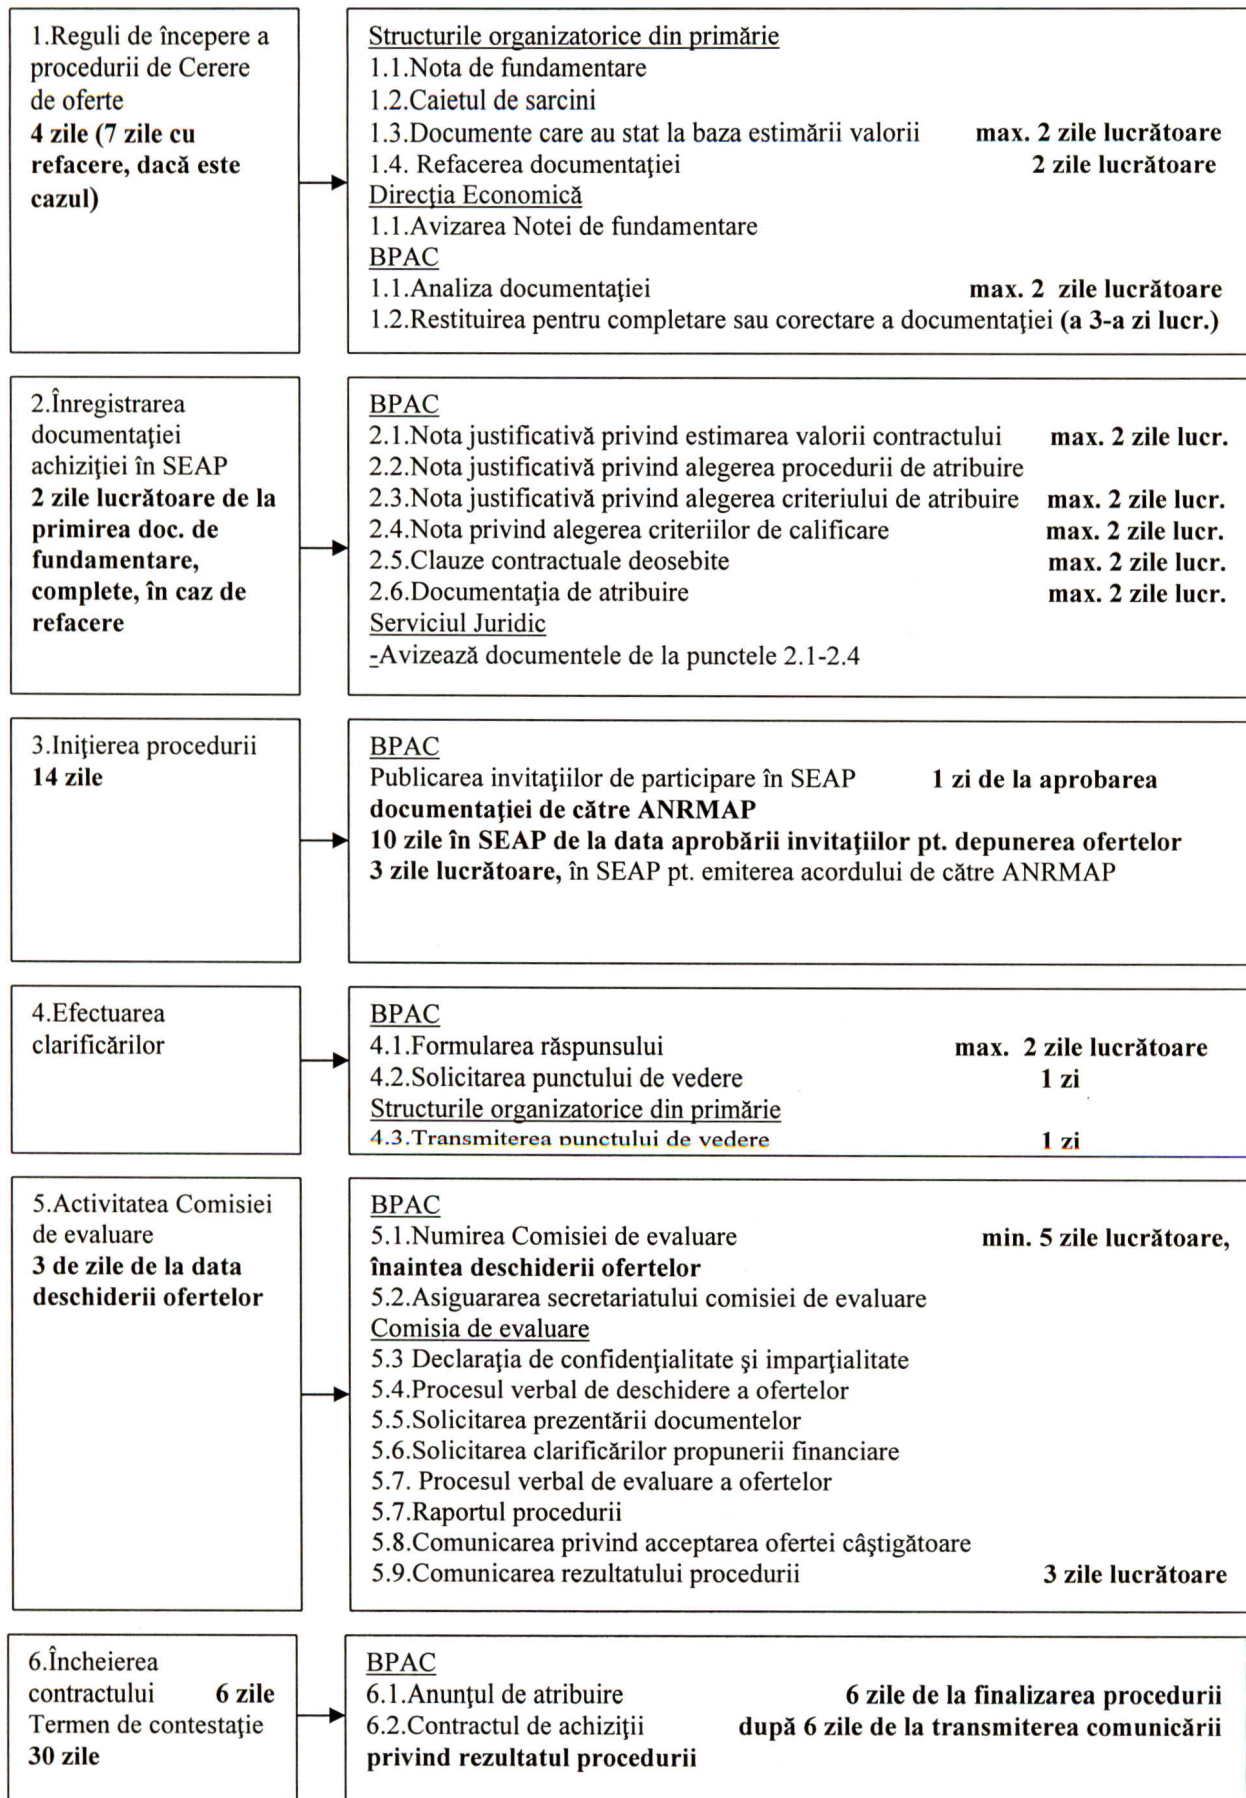 1.Reguli de începere a
procedurii de Cerere
de oferte
4 zile (7 zile cu
refacere, dacă este
cazul)
Structurile organizatorice din primărie
1.1.Nota de fundamentare
1.2.Caietul de sarcini
1.3.Documente care au stat la baza estimării valorii max. 2 zile lucrătoare
1.4. Refacerea documentaţiei 2 zile lucrătoare
Direcţia Economică
1.1.Avizarea Notei de fundamentare
BPAC
1.1.Analiza documentaţiei max. 2 zile lucrătoare
1.2.Restituirea pentru completare sau corectare a documentaţiei (a 3-a zi lucr.)
2.Înregistrarea
documentaţiei
achiziţiei în SEAP
2 zile lucrătoare de la
primirea doc. de
fundamentare,
complete, în caz de
refacere
BPAC
2.1.Nota justificativă privind estimarea valorii contractului max. 2 zile lucr.
2.2.Nota justificativă privind alegerea procedurii de atribuire
2.3.Nota justificativă privind alegerea criteriului de atribuire max. 2 zile lucr.
2.4.Nota privind alegerea criteriilor de calificare max. 2 zile lucr.
2.5.Clauze contractuale deosebite max. 2 zile lucr.
2.6.Documentaţia de atribuire max. 2 zile lucr.
Serviciul Juridic
-Avizează documentele de la punctele 2.1-2.4
3.Iniţierea procedurii
14 zile
BPAC
Publicarea invitaţiilor de participare în SEAP 1 zi de la aprobarea
documentaţiei de către ANRMAP
10 zile în SEAP de la data aprobării invitaţiilor pt. depunerea ofertelor
3 zile lucrătoare, în SEAP pt. emiterea acordului de către ANRMAP
4.Efectuarea
clarificărilor
BPAC
4.1.Formularea răspunsului max. 2 zile lucrătoare
4.2.Solicitarea punctului de vedere 1 zi
Structurile organizatorice din primărie
4.3.Transmiterea punctului de vedere 1 zi
5.Activitatea Comisiei
de evaluare
3 de zile de la data
deschiderii ofertelor
BPAC
5.1.Numirea Comisiei de evaluare min. 5 zile lucrătoare,
înaintea deschiderii ofertelor
5.2.Asiguararea secretariatului comisiei de evaluare
Comisia de evaluare
5.3 Declaraţia de confidenţialitate şi imparţialitate
5.4.Procesul verbal de deschidere a ofertelor
5.5.Solicitarea prezentării documentelor
5.6.Solicitarea clarificărilor propunerii financiare
5.7. Procesul verbal de evaluare a ofertelor
5.7.Raportul procedurii
5.8.Comunicarea privind acceptarea ofertei câştigătoare
5.9.Comunicarea rezultatului procedurii 3 zile lucrătoare
6.Încheierea
contractului 6 zile
Termen de contestaţie
30 zile
BPAC
6.1.Anunţul de atribuire 6 zile de la finalizarea procedurii
6.2.Contractul de achiziţii după 6 zile de la transmiterea comunicării
privind rezultatul procedurii